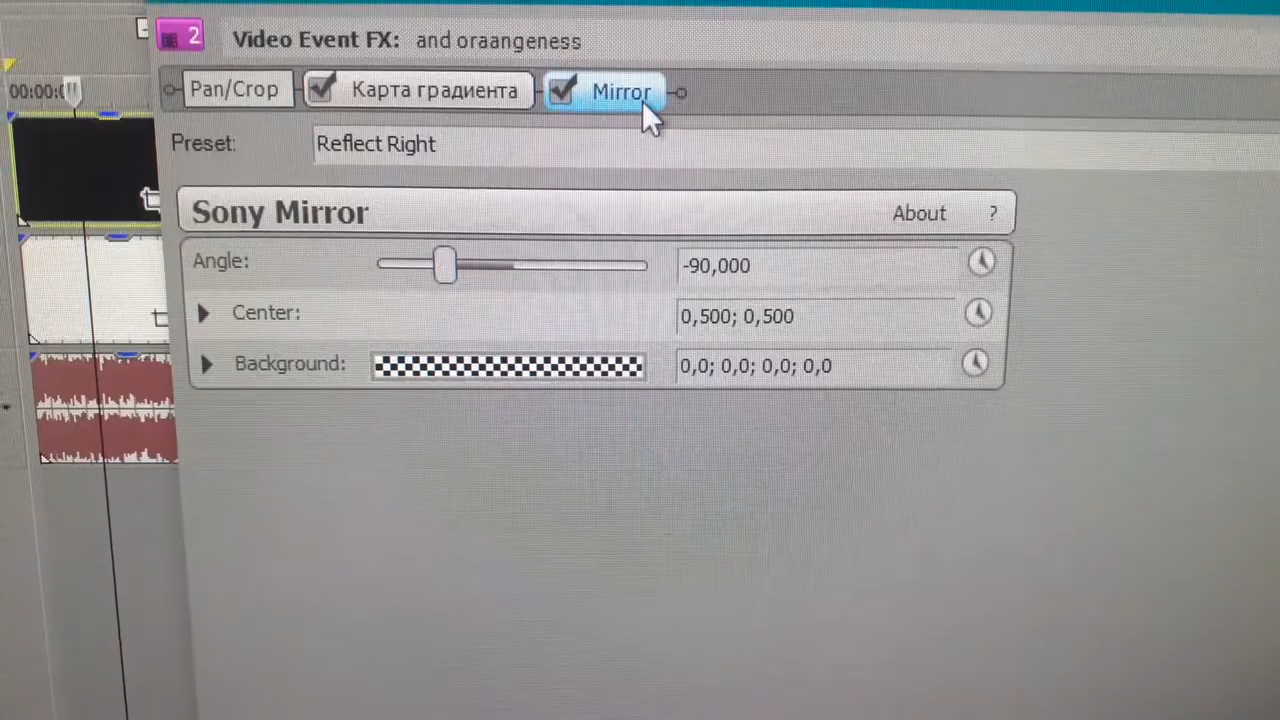 2
Video Event FX: and oraangeness
00:00:0
Pan/Crop Карта градиента Mirror
Preset: Reflect Right
Sony Mirror About ?
Angle: -90,000
Center: 0,500; 0,500
Background: 0,0; 0,0; 0,0; 0,0